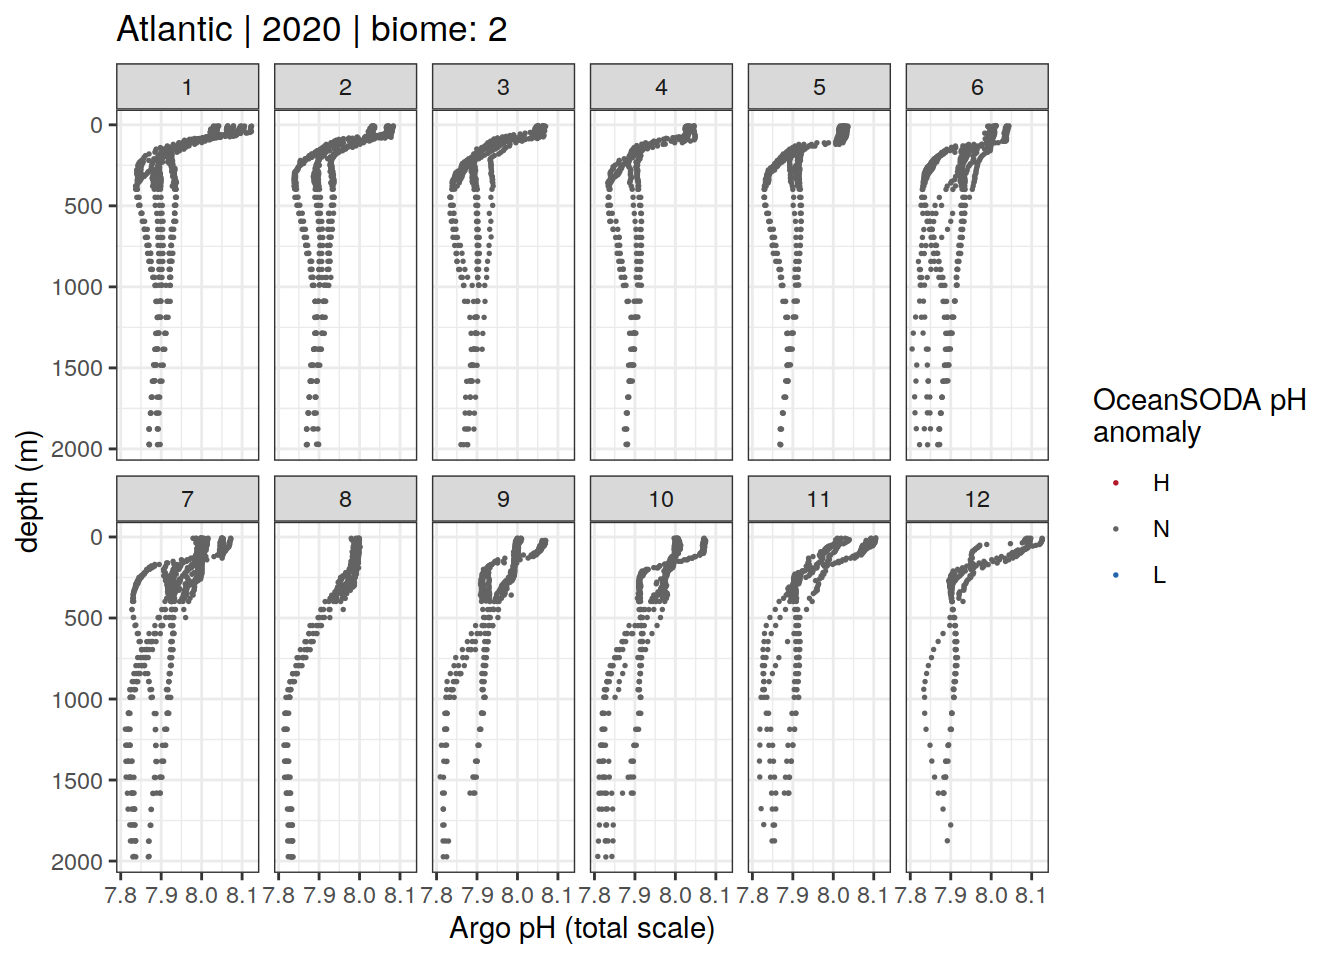 Atlantic | 2020 | biome: 2
1 2 3 4 5 6
0
500
1000
1500
2000
7 8 9 10 11 12
0
500
1000
1500
2000
7.8 7.9 8.0 8.1 7.8 7.9 8.0 8.1 7.8 7.9 8.0 8.1 7.8 7.9 8.0 8.1 7.8 7.9 8.0 8.1 7.8 7.9 8.0 8.1
Argo pH (total scale)
depth (m)
OceanSODA pH
anomaly
H
N
L